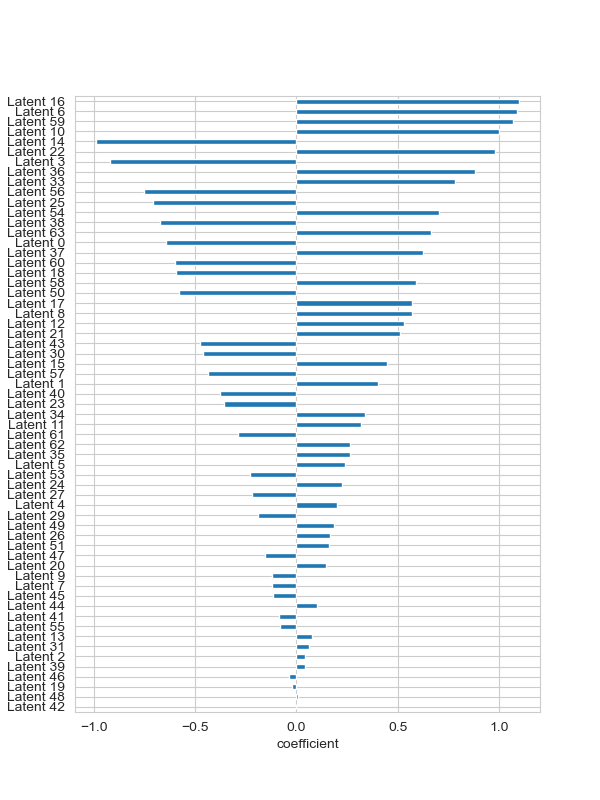 Latent 16
Latent 6
Latent 59
Latent 10
Latent 14
Latent 22
Latent 3
Latent 36
Latent 33
Latent 56
Latent 25
Latent 54
Latent 38
Latent 63
Latent 0
Latent 37
Latent 60
Latent 18
Latent 58
Latent 50
Latent 17
Latent 8
Latent 12
Latent 21
Latent 43
Latent 30
Latent 15
Latent 57
Latent 1
Latent 40
Latent 23
Latent 34
Latent 11
Latent 61
Latent 62
Latent 35
Latent 5
Latent 53
Latent 24
Latent 27
Latent 4
Latent 29
Latent 49
Latent 26
Latent 51
Latent 47
Latent 20
Latent 9
Latent 7
Latent 45
Latent 44
Latent 41
Latent 55
Latent 13
Latent 31
Latent 2
Latent 39
Latent 46
Latent 19
Latent 48
Latent 42
−1.0 −0.5 0.0 0.5 1.0
coefficient